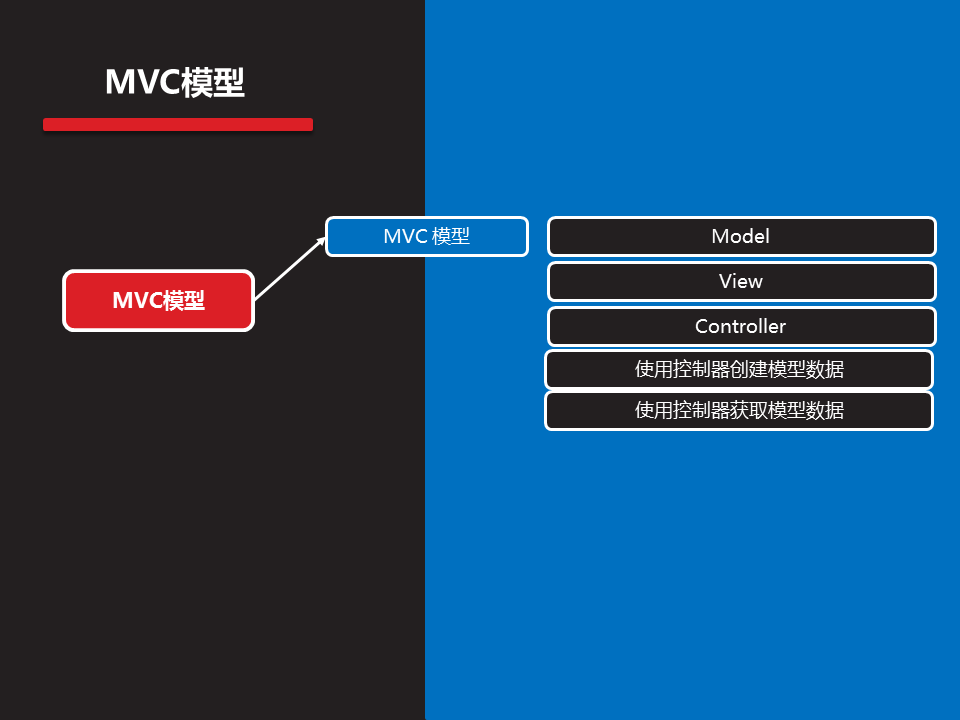 MVC模型
MVC模型
MVC 模型
Model
View
Controller
使用控制器创建模型数据
使用控制器获取模型数据